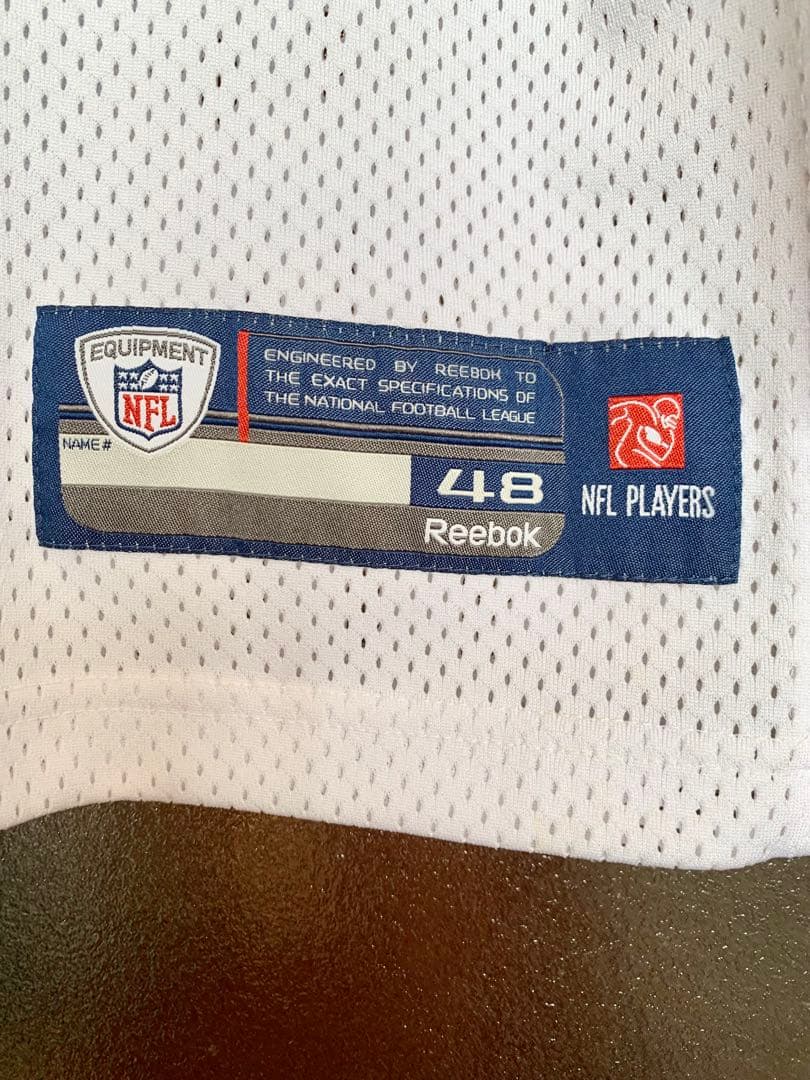 EQUIPMENT
NFL
ENGINEERED BY REEBOK TO
THE EXACT SPECIFICATIONS OF
THE NATIONAL FOOTBALL LEAGUE
NAME#
48
Reebok
NFL PLAYERS